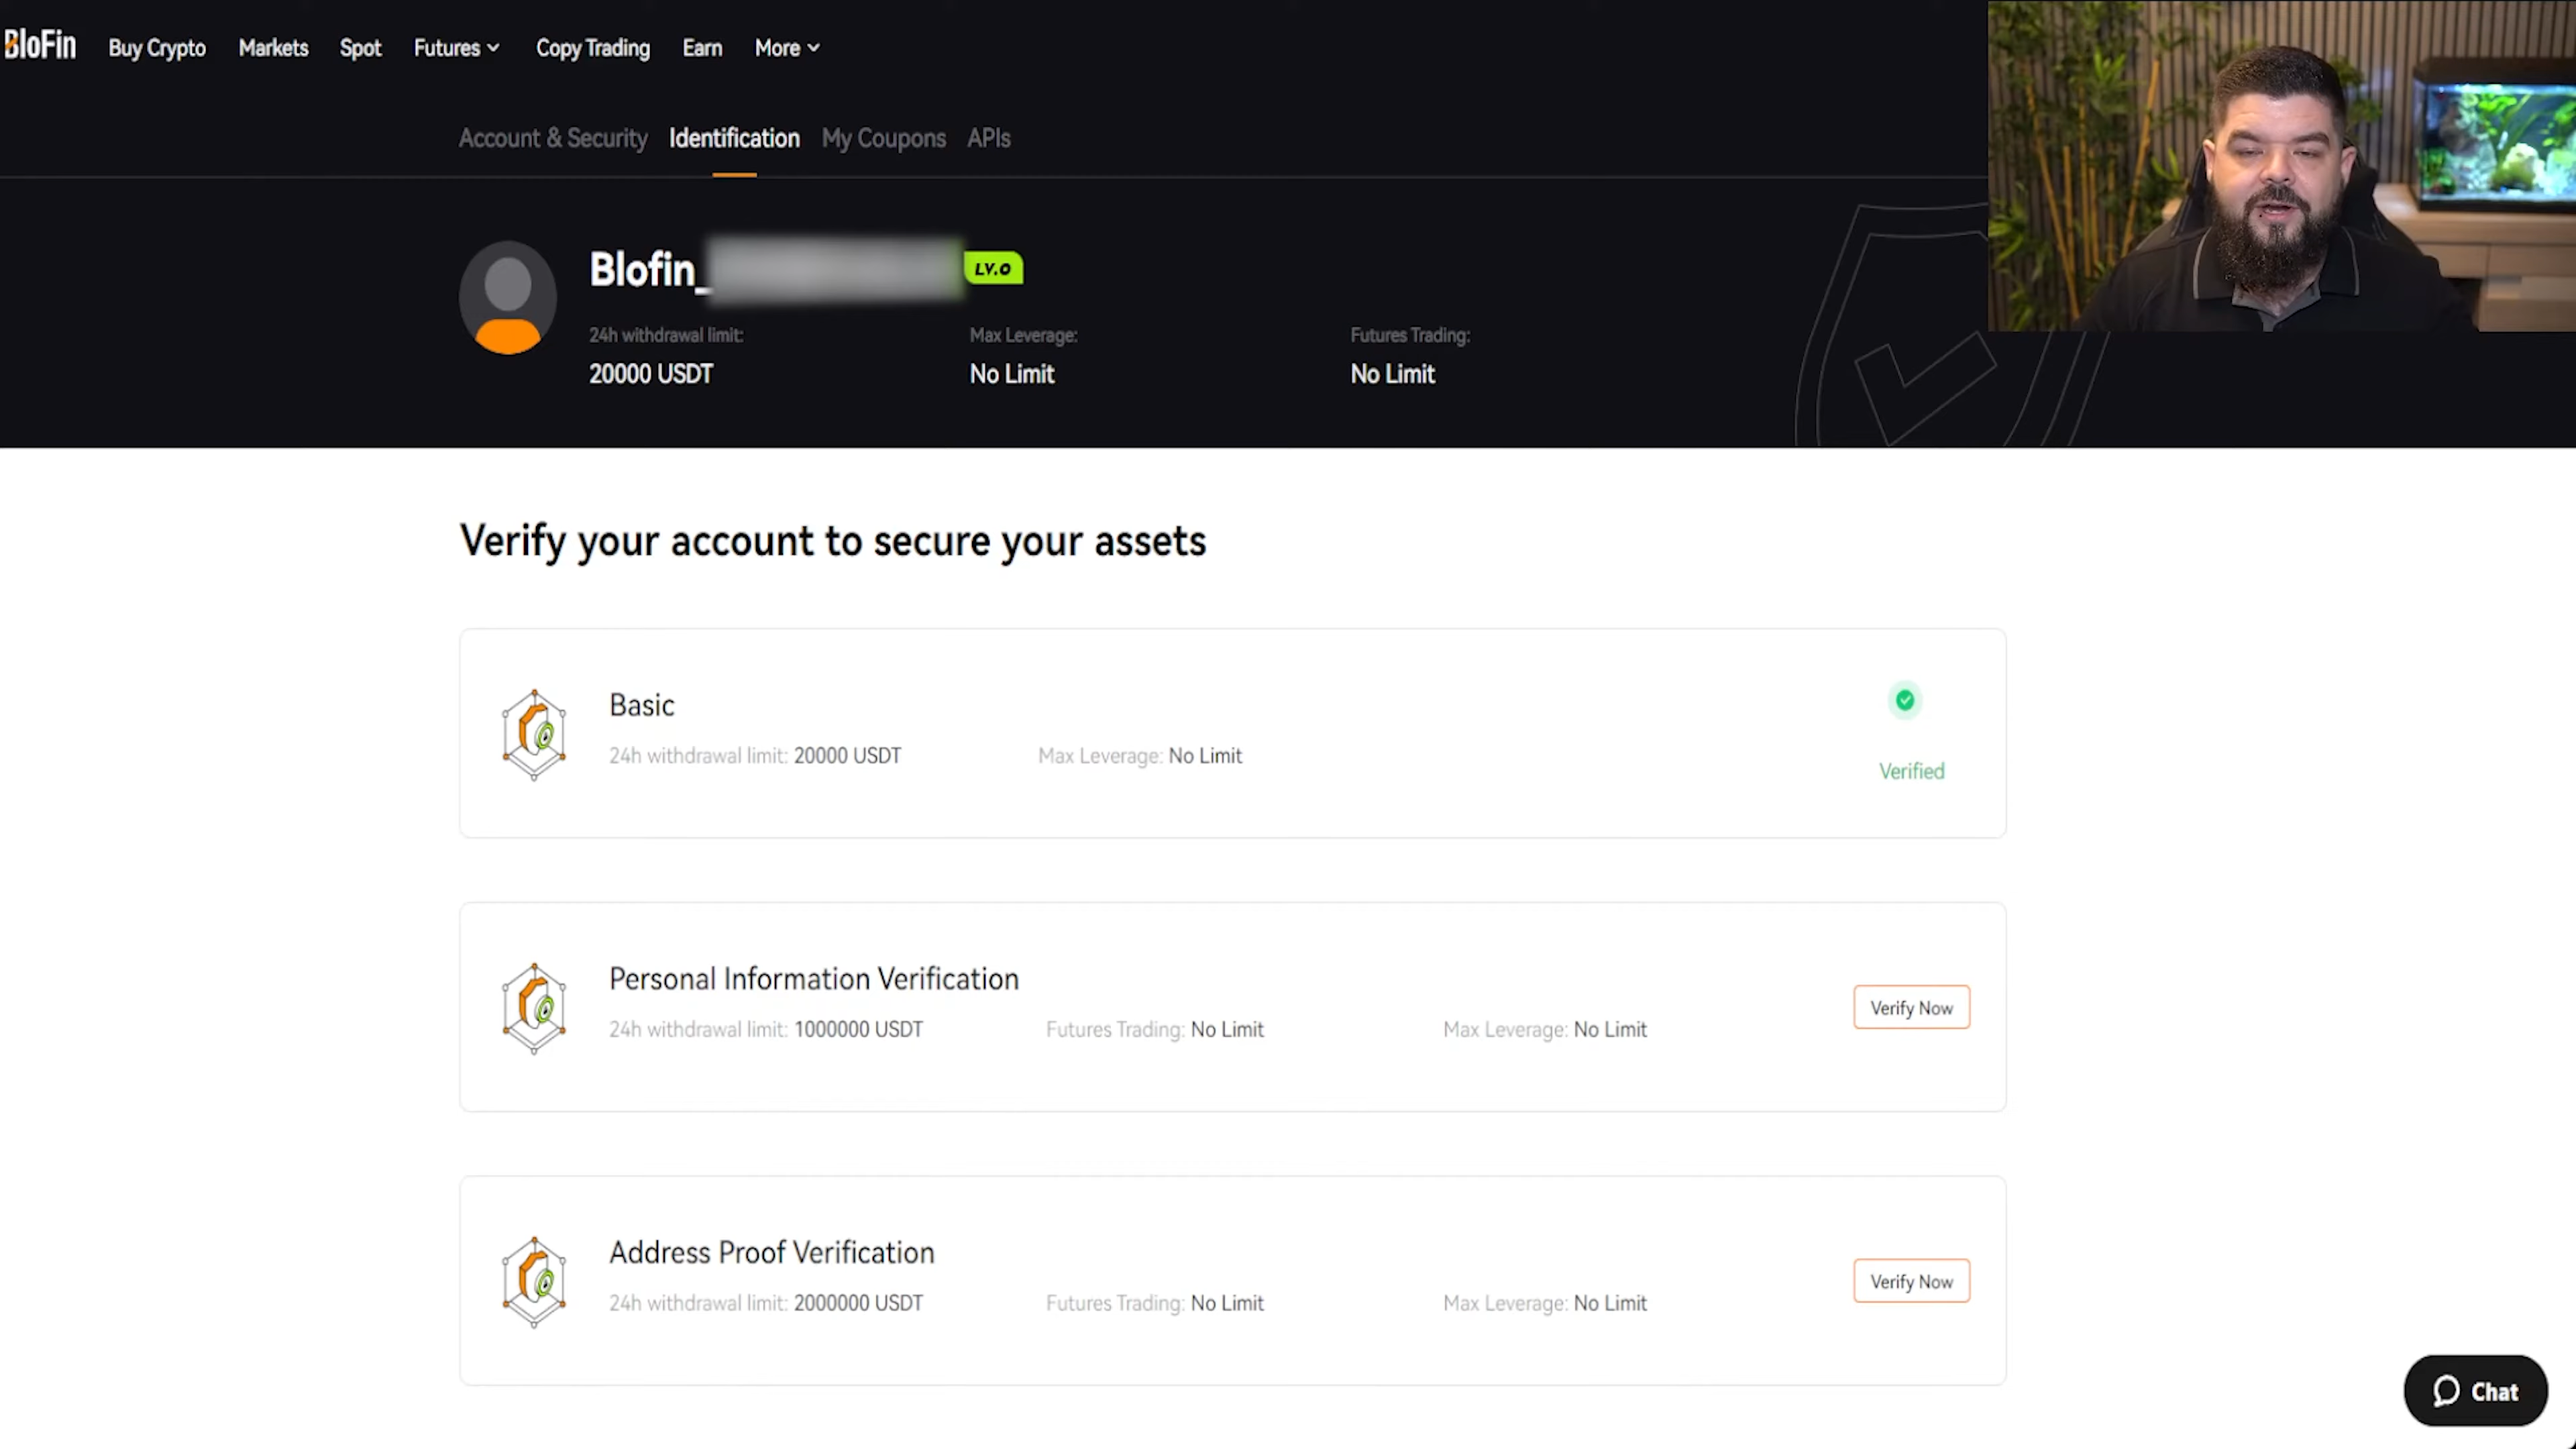 BloFin Buy Crypto Markets Spot Futures Copy Trading Earn More
Account & Security Identification My Coupons APIs
Blofin_ LV.0
24h withdrawal limit: Max Leverage: Futures Trading:
20000 USDT No Limit No Limit
Verify your account to secure your assets
Basic
24h withdrawal limit: 20000 USDT Max Leverage: No Limit
Verified
Personal Information Verification
24h withdrawal limit: 1000000 USDT Futures Trading: No Limit Max Leverage: No Limit
Verify Now
Address Proof Verification
24h withdrawal limit: 2000000 USDT Futures Trading: No Limit Max Leverage: No Limit
Verify Now
Chat